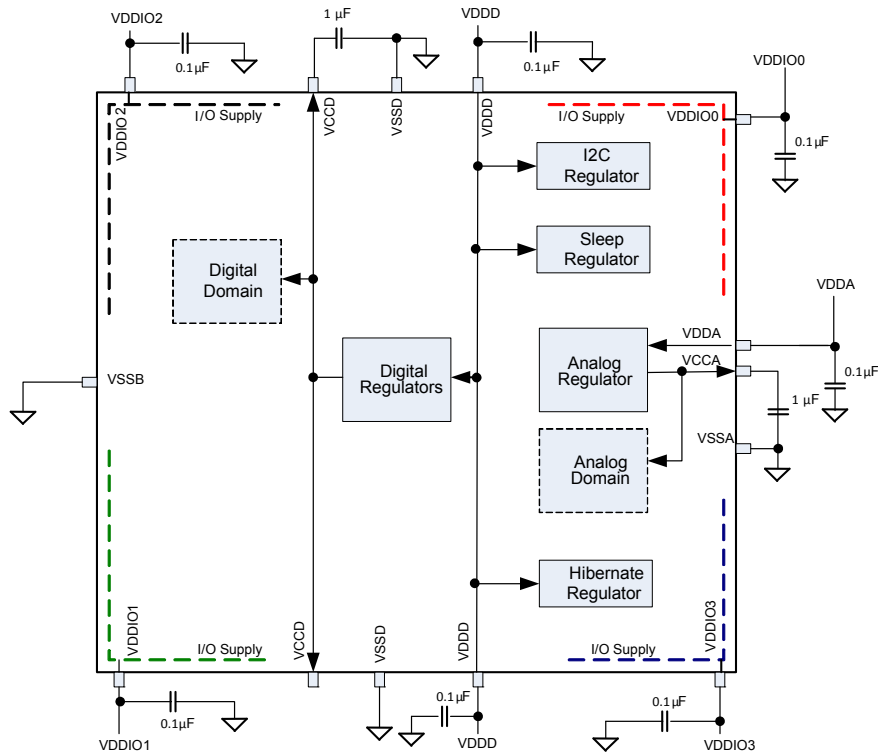 VDDIO2
1 µF
VDDD
0.1µF
0.1µF
VDDIO0
0.1µF
VDDIO2
I/O Supply
VCCD
VSSD
VDDD
I/O Supply
VDDIO0
I2C
Regulator
Sleep
Regulator
Digital
Domain
VDDA
VDDA
VCCA
0.1µF
1 µF
Digital
Regulators
Analog
Regulator
VSSB
VSSA
Analog
Domain
Hibernate
Regulator
VDDIO1
I/O Supply
VCCD
VSSD
VDDD
I/O Supply
VDDIO3
0.1µF
0.1µF
0.1µF
VDDIO1
VDDD
VDDIO3